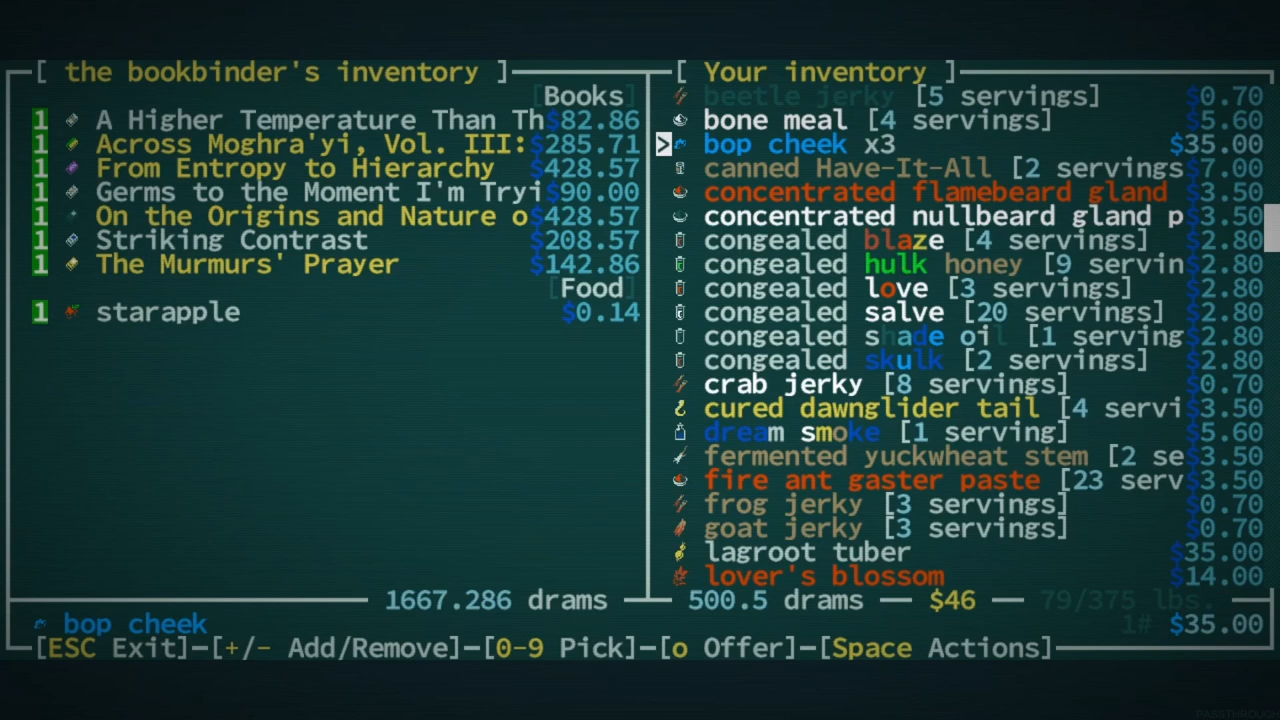 [ the bookbinder's inventory ]
[Books]
1 A Higher Temperature Than Th$82.86
1 Across Moghra'yi, Vol. III:$285.71
1 From Entropy to Hierarchy $428.57
1 Germs to the Moment I'm Tryi$90.00
1 On the Origins and Nature o$428.57
1 Striking Contrast $208.57
1 The Murmurs' Prayer $142.86
[Food]
1 starapple $0.14
1667.286 drams
[ Your inventory ]
beetle jerky [5 servings] $0.70
bone meal [4 servings] $5.60
> bop cheek x3 $35.00
canned Have-It-All [2 servings$7.00
concentrated flamebeard gland $3.50
concentrated nullbeard gland p$3.50
congealed blaze [4 servings] $2.80
congealed hulk honey [9 servin$2.80
congealed love [3 servings] $2.80
congealed salve [20 servings] $2.80
congealed shade oil [1 serving$2.80
congealed skulk [2 servings] $2.80
crab jerky [8 servings] $0.70
cured dawnglider tail [4 servi$3.50
dream smoke [1 serving] $5.60
fermented yuckwheat stem [2 se$3.50
fire ant gaster paste [23 serv$3.50
frog jerky [3 servings] $0.70
goat jerky [3 servings] $0.70
lagroot tuber $35.00
lover's blossom $14.00
500.5 drams — $46 — 79/375 lbs.
bop cheek 1# $35.00
[ESC Exit]—[+/- Add/Remove]—[0-9 Pick]—[o Offer]—[Space Actions]